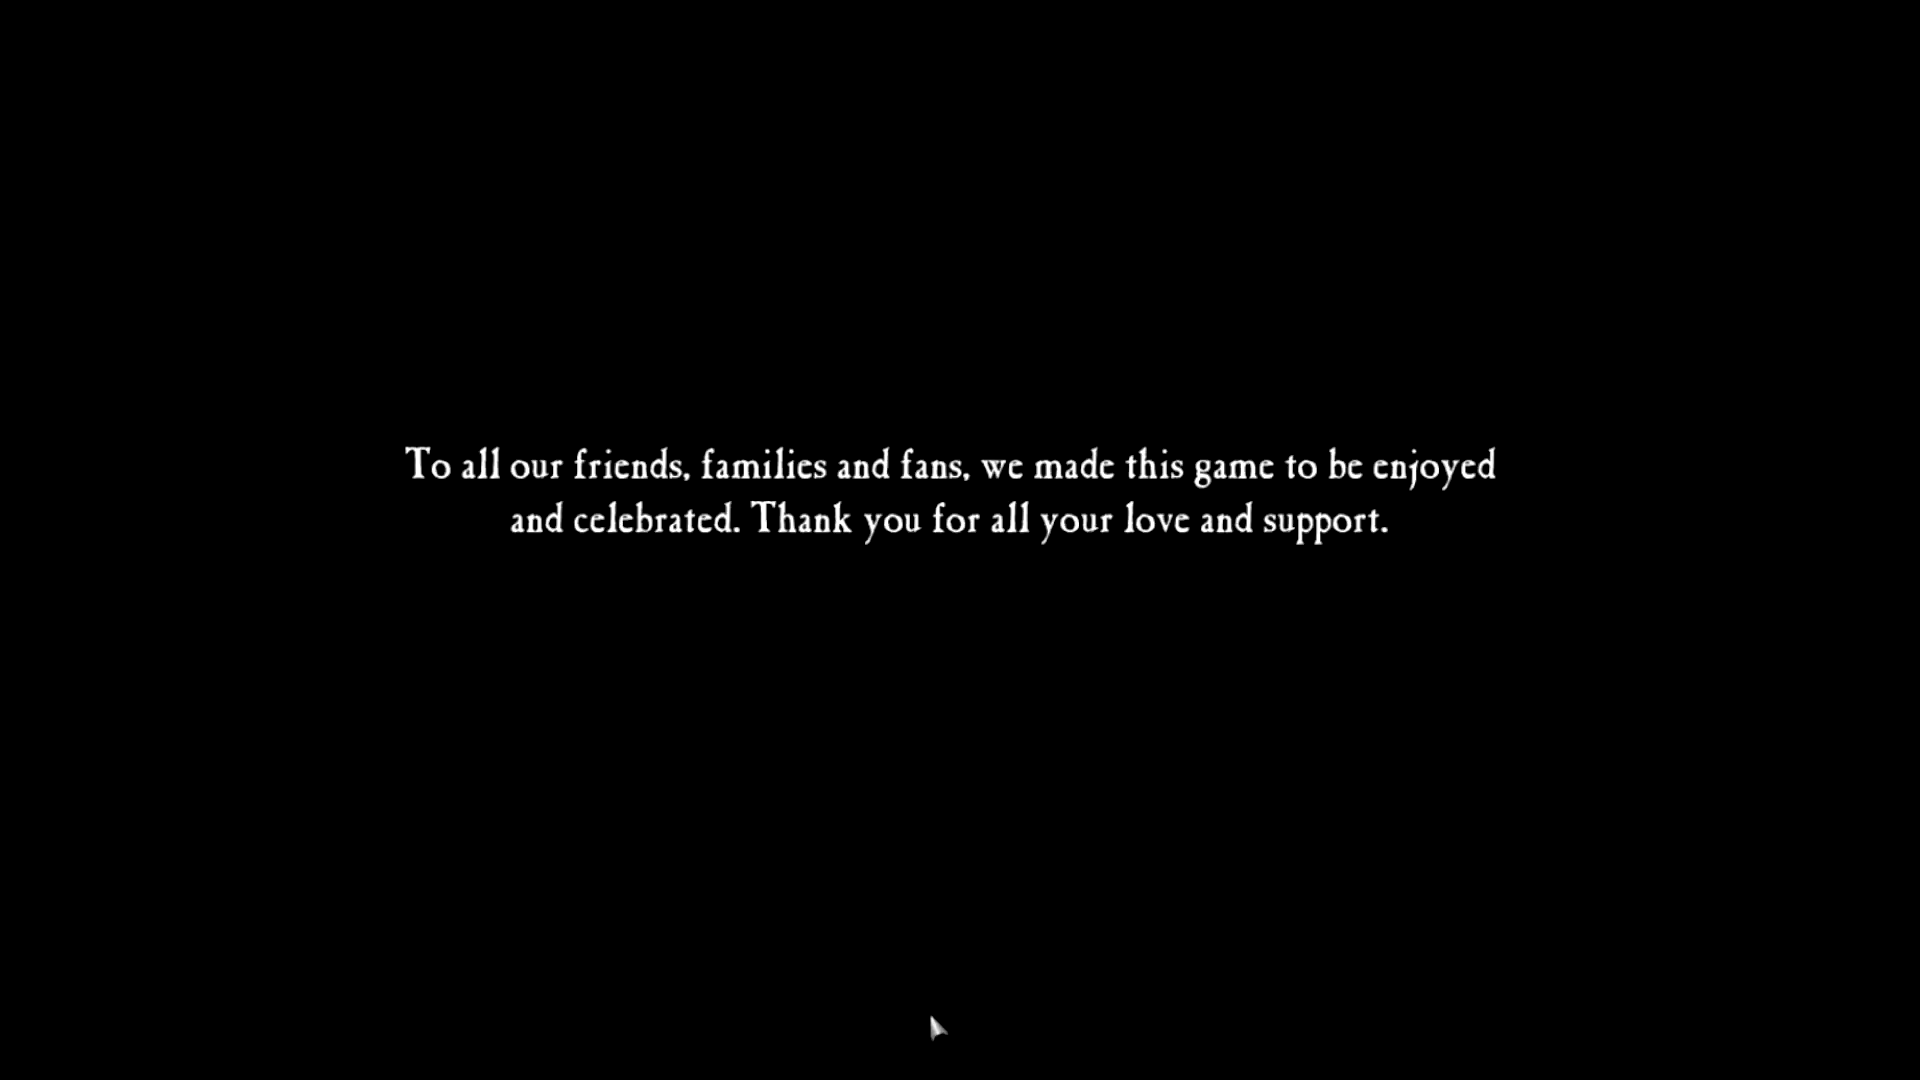 To all our friends, families and fans, we made this game to be enjoyed
and celebrated. Thank you for all your love and support.